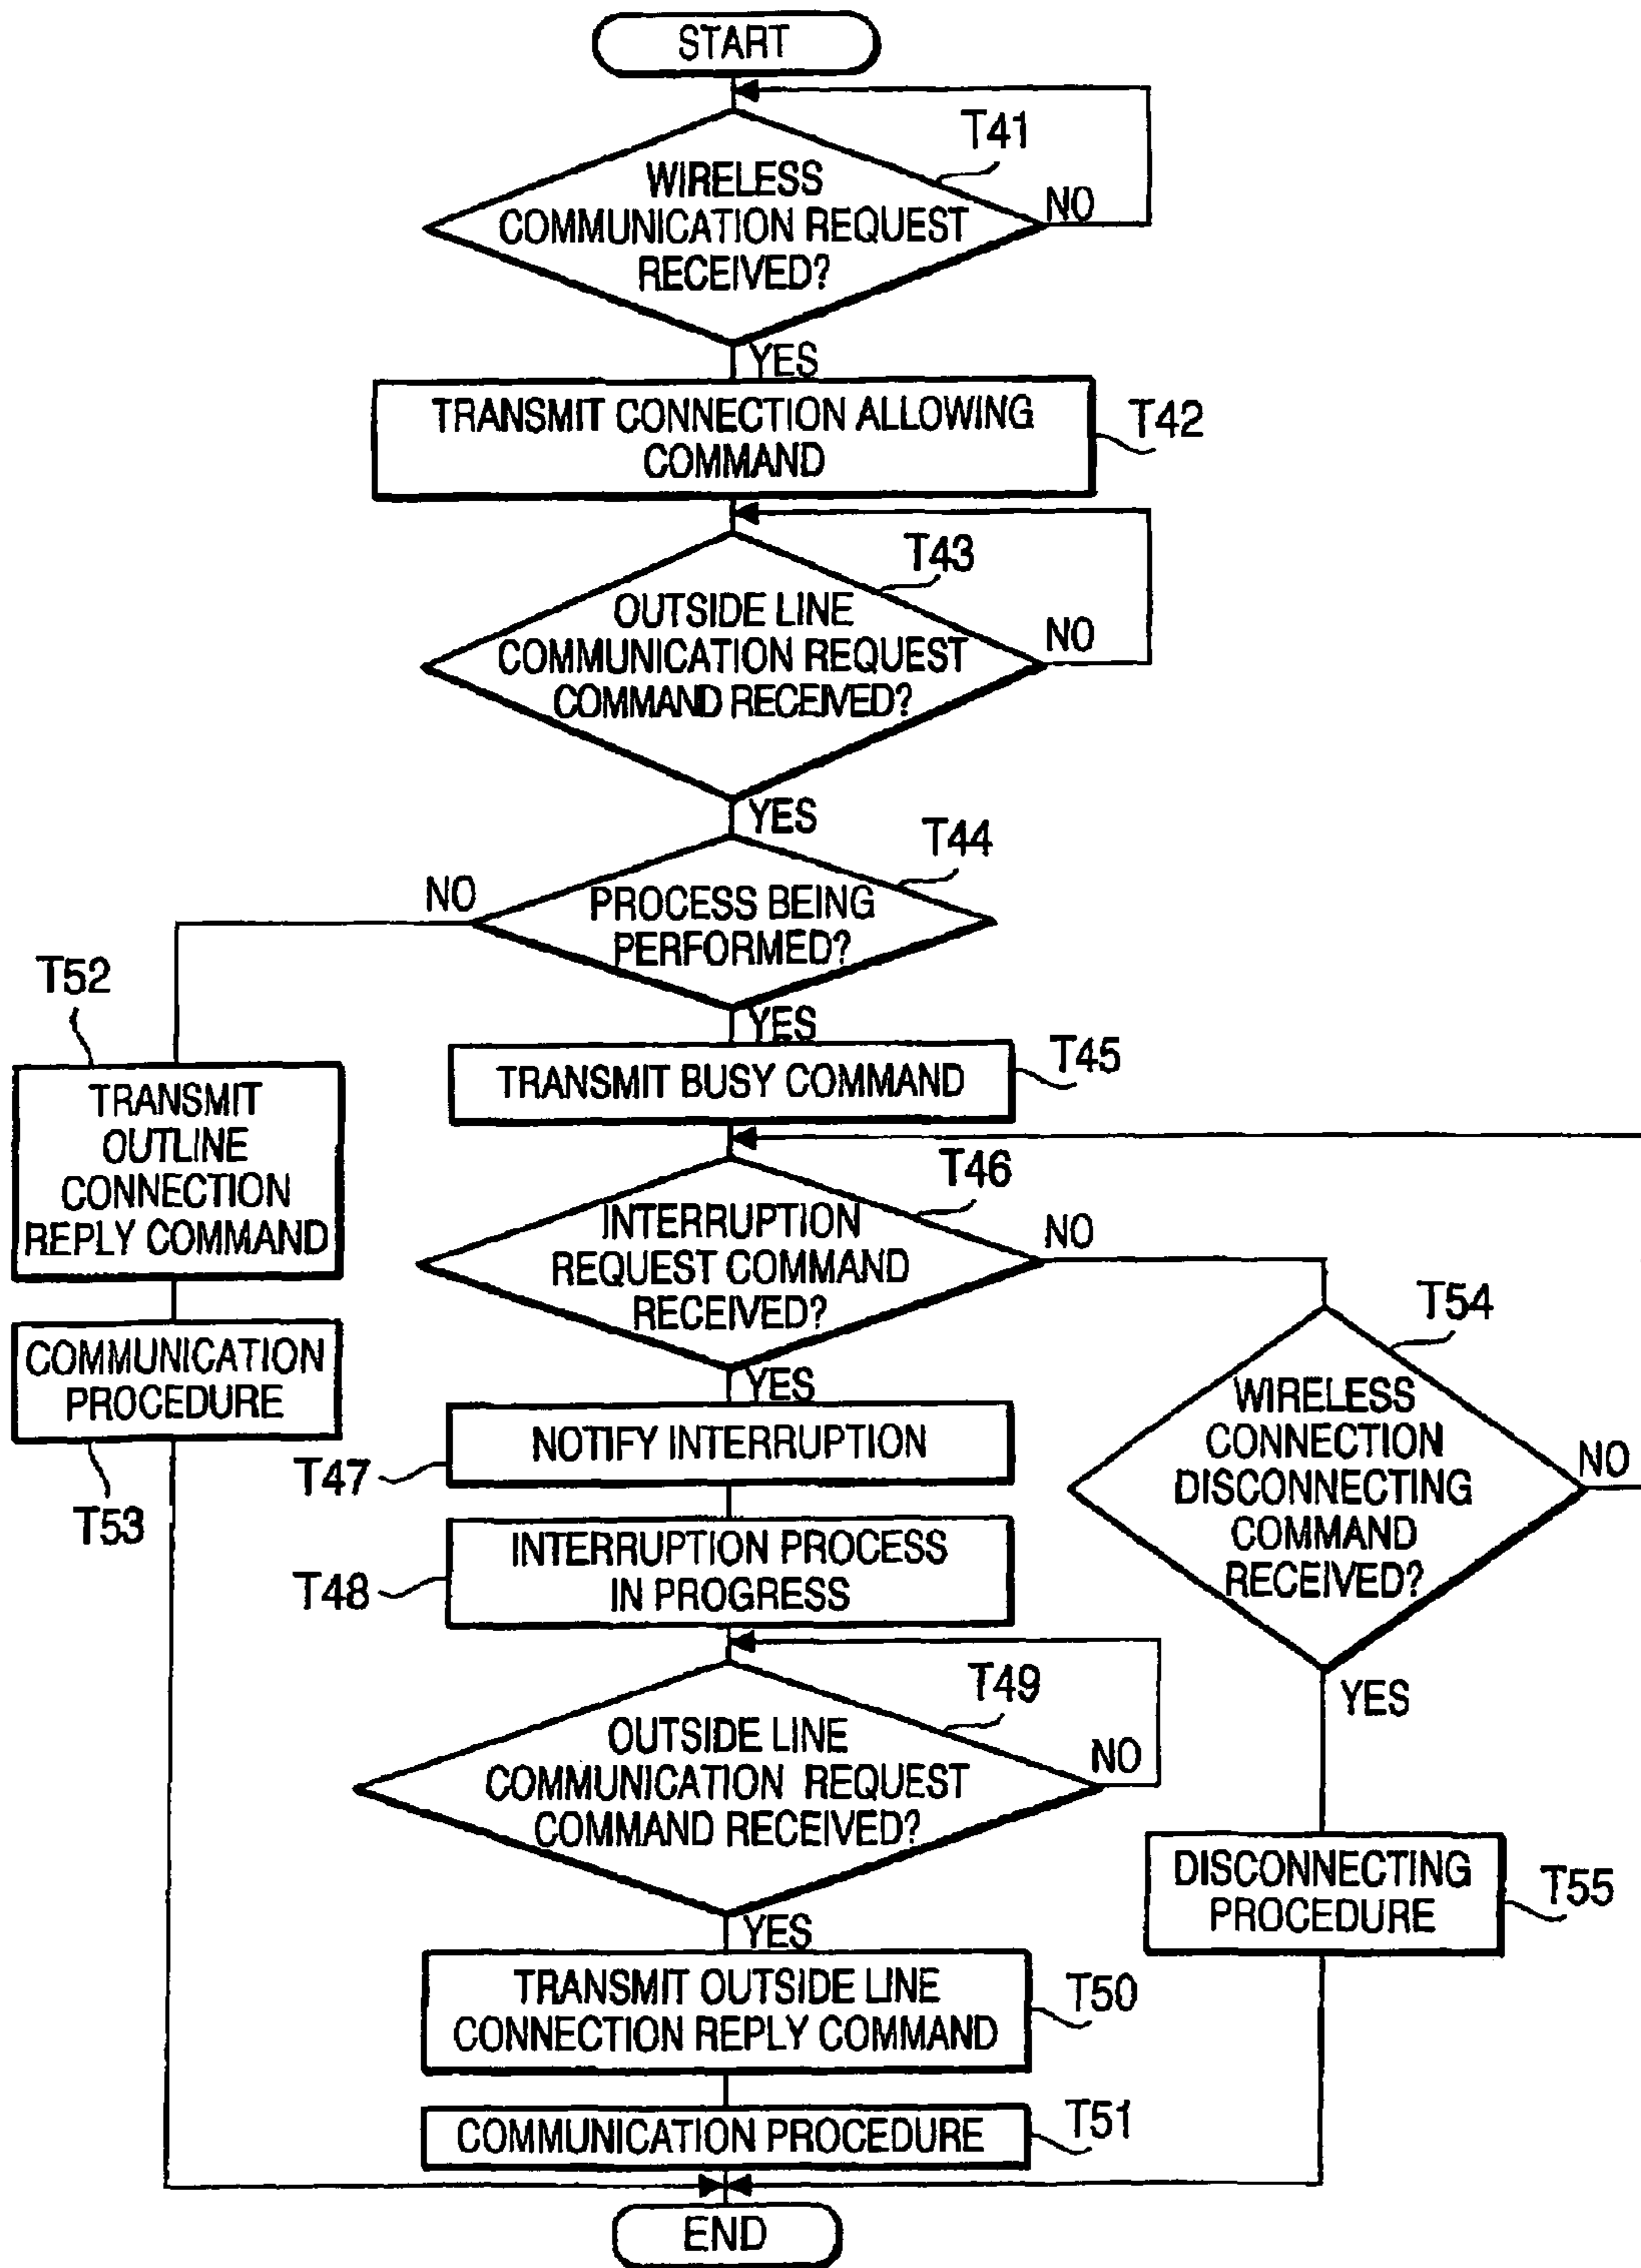 START
T41
WIRELESS
COMMUNICATION REQUEST
RECEIVED?
NO
YES
TRANSMIT CONNECTION ALLOWING
COMMAND
T42
T43
OUTSIDE LINE
COMMUNICATION REQUEST
COMMAND RECEIVED?
NO
YES
T44
NO
PROCESS BEING
PERFORMED?
YES
T52
TRANSMIT
OUTLINE
CONNECTION
REPLY COMMAND
COMMUNICATION
PROCEDURE
T53
TRANSMIT BUSY COMMAND
T45
T46
INTERRUPTION
REQUEST COMMAND
RECEIVED?
NO
YES
T54
WIRELESS
CONNECTION
DISCONNECTING
COMMAND
RECEIVED?
NO
YES
NOTIFY INTERRUPTION
T47
INTERRUPTION PROCESS
IN PROGRESS
T48
T49
OUTSIDE LINE
COMMUNICATION REQUEST
COMMAND RECEIVED?
NO
YES
DISCONNECTING
PROCEDURE
T55
TRANSMIT OUTSIDE LINE
CONNECTION REPLY COMMAND
T50
COMMUNICATION PROCEDURE
T51
END